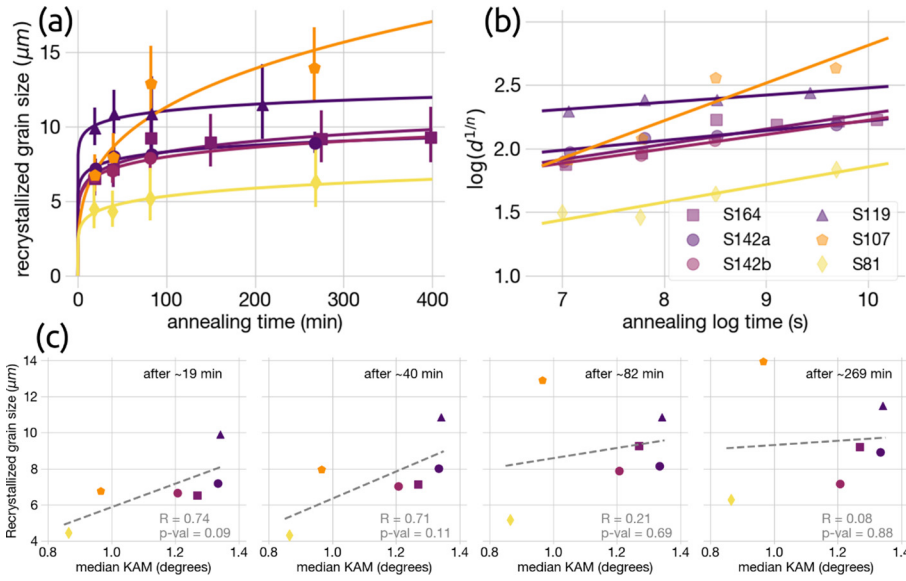 (a)
recrystallized grain size (μm)
15
10
5
0
0 100 200 300 400
annealing time (min)
(b)
log(d^1/n)
2.5
2.0
1.5
1.0
7 8 9 10
annealing log time (s)
S164
S142a
S142b
S119
S107
S81
(c)
Recrystallized grain size (μm)
14
12
10
8
6
4
after ~19 min
R = 0.74
p-val = 0.09
0.8 1.0 1.2 1.4
median KAM (degrees)
after ~40 min
R = 0.71
p-val = 0.11
0.8 1.0 1.2 1.4
median KAM (degrees)
after ~82 min
R = 0.21
p-val = 0.69
0.8 1.0 1.2 1.4
median KAM (degrees)
after ~269 min
R = 0.08
p-val = 0.88
0.8 1.0 1.2 1.4
median KAM (degrees)